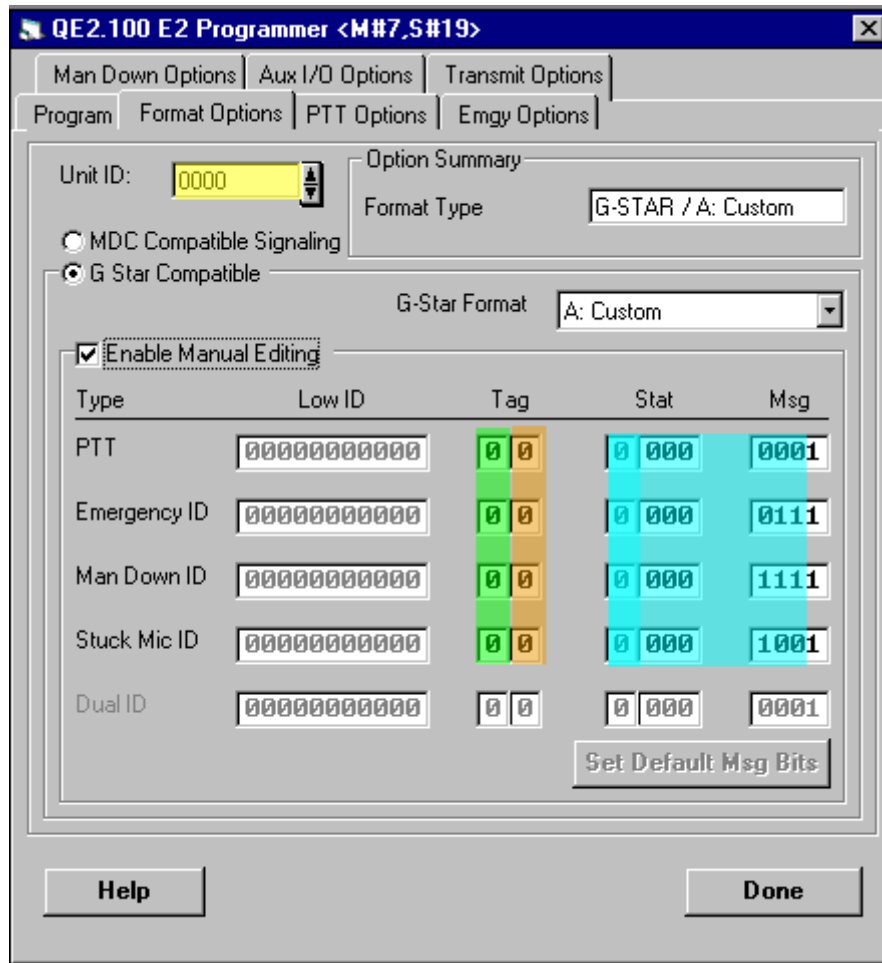 QE2.100 E2 Programmer <M#7,S#19>
Man Down Options Aux I/O Options Transmit Options
Program Format Options PTT Options Emgy Options
Unit ID: 0000
Option Summary
Format Type G-STAR / A: Custom
MDC Compatible Signaling
G Star Compatible
G-Star Format A: Custom
Enable Manual Editing
Type Low ID Tag Stat Msg
PTT 00000000000 0 0 0 000 0001
Emergency ID 00000000000 0 0 0 000 0111
Man Down ID 00000000000 0 0 0 000 1111
Stuck Mic ID 00000000000 0 0 0 000 1001
Dual ID 00000000000 0 0 0 000 0001
Set Default Msg Bits
Help Done